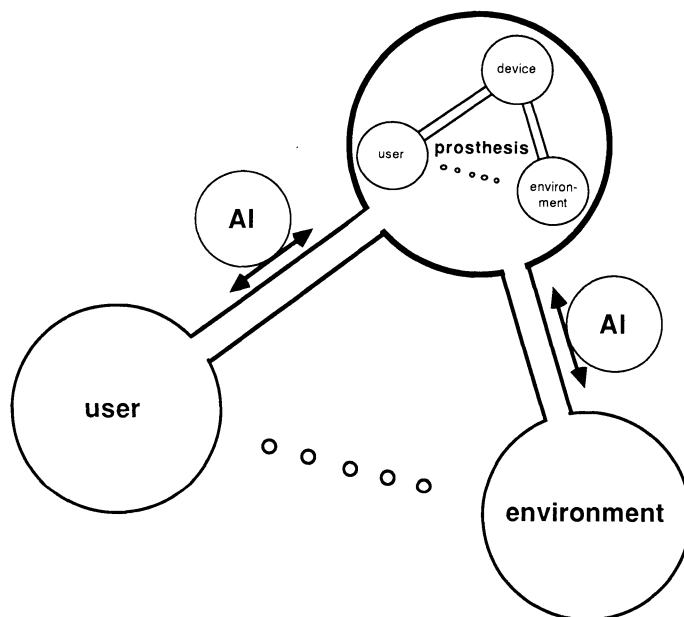 device
prosthesis
user
environ-
ment
AI
AI
user
environment